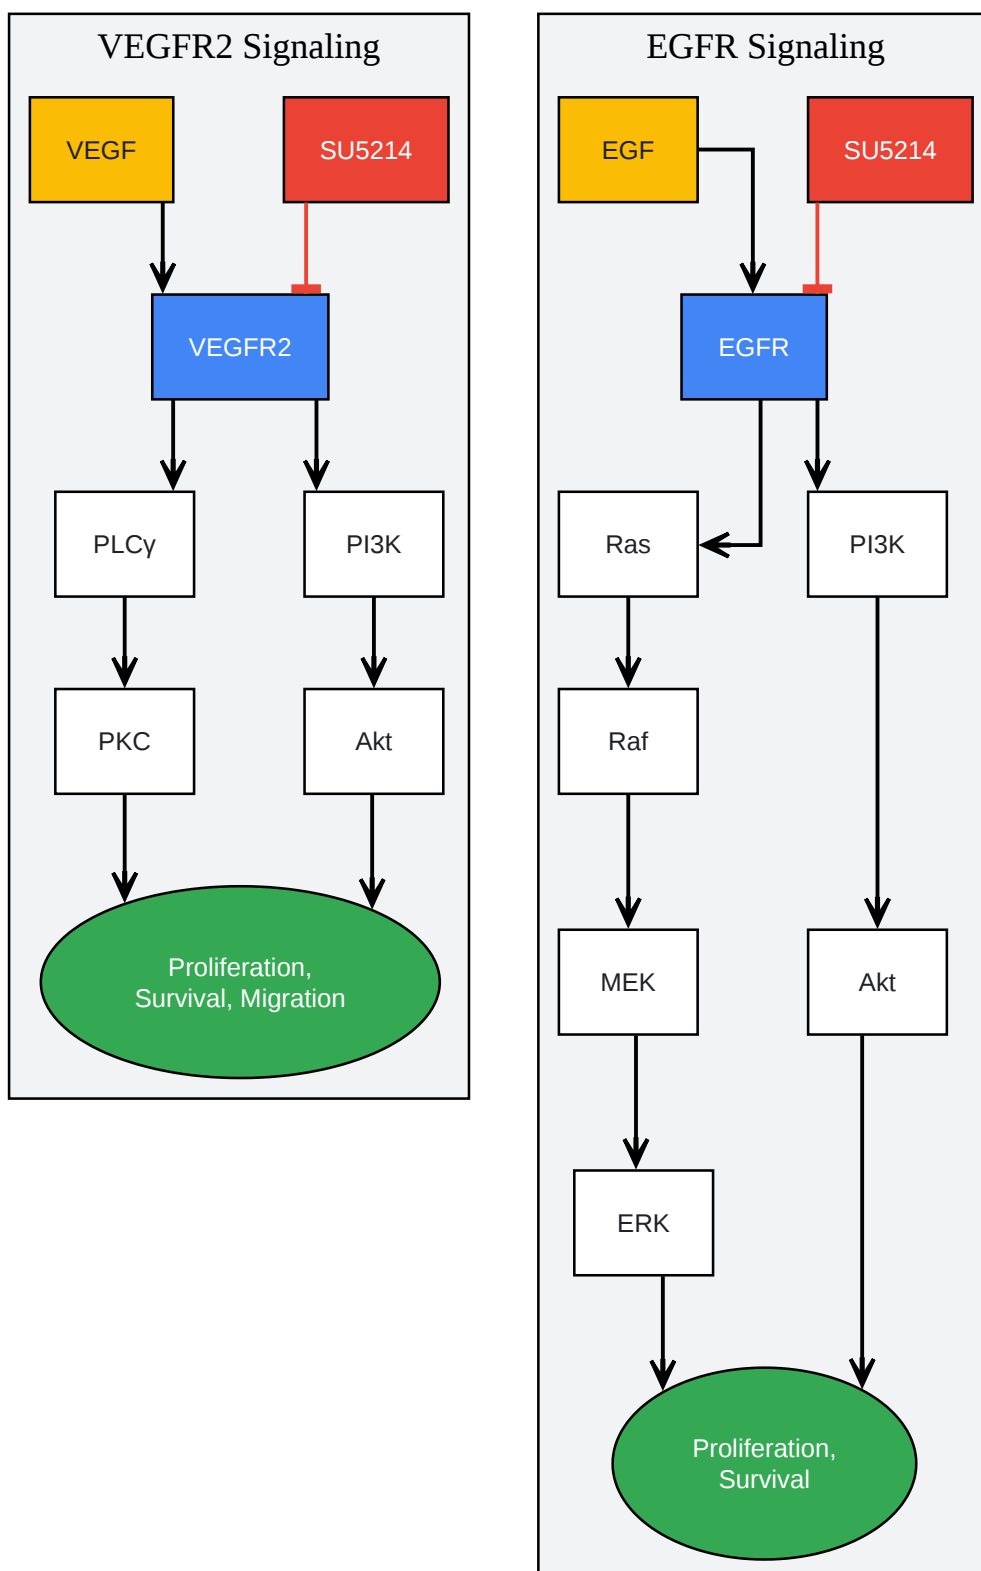 VEGFR2 Signaling
VEGF
SU5214
VEGFR2
PLCγ
PI3K
PKC
Akt
Proliferation,
Survival, Migration
EGFR Signaling
EGF
SU5214
EGFR
Ras
PI3K
Raf
MEK
Akt
ERK
Proliferation,
Survival